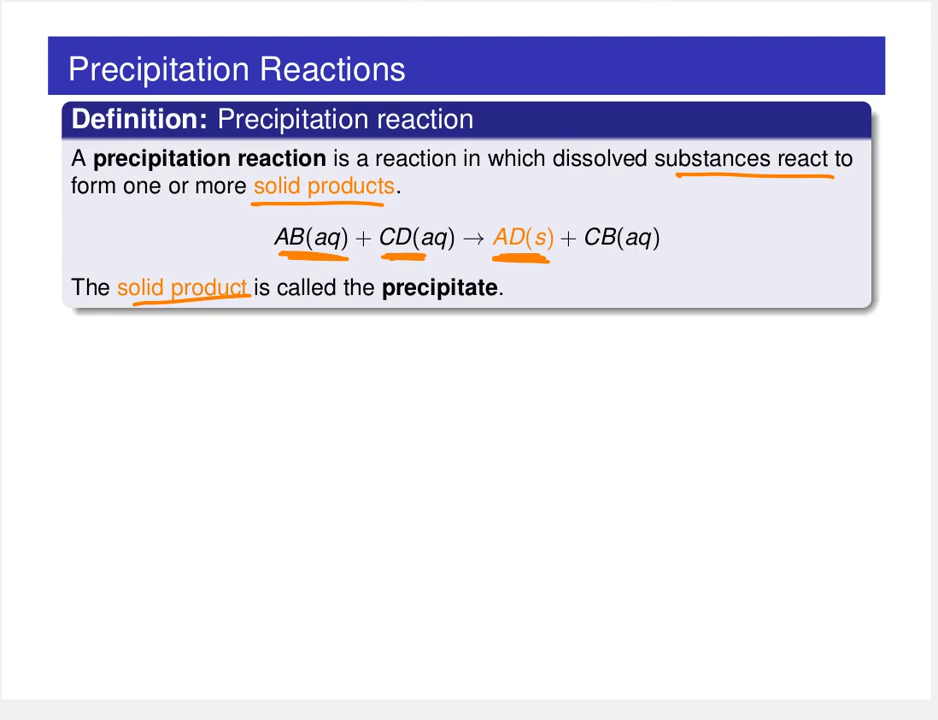 Precipitation Reactions
Definition: Precipitation reaction
A precipitation reaction is a reaction in which dissolved substances react to
form one or more solid products.
AB(aq) + CD(aq) → AD(s) + CB(aq)
The solid product is called the precipitate.